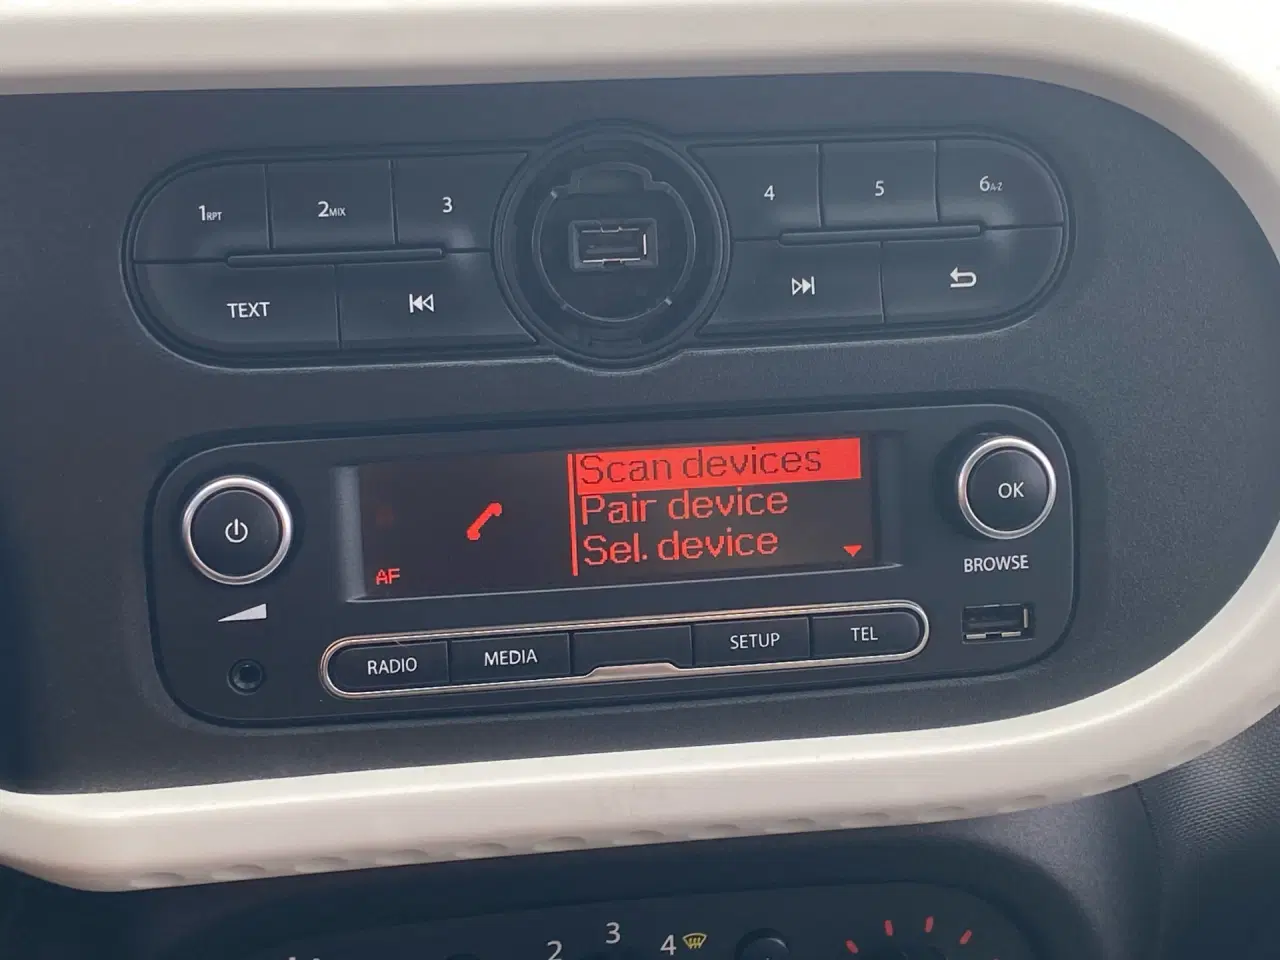 1RPT 2MIX 3 4 5 6A-Z
TEXT
Scan devices
Pair device
Sel. device
AF
OK
BROWSE
RADIO MEDIA SETUP TEL
2 3 4